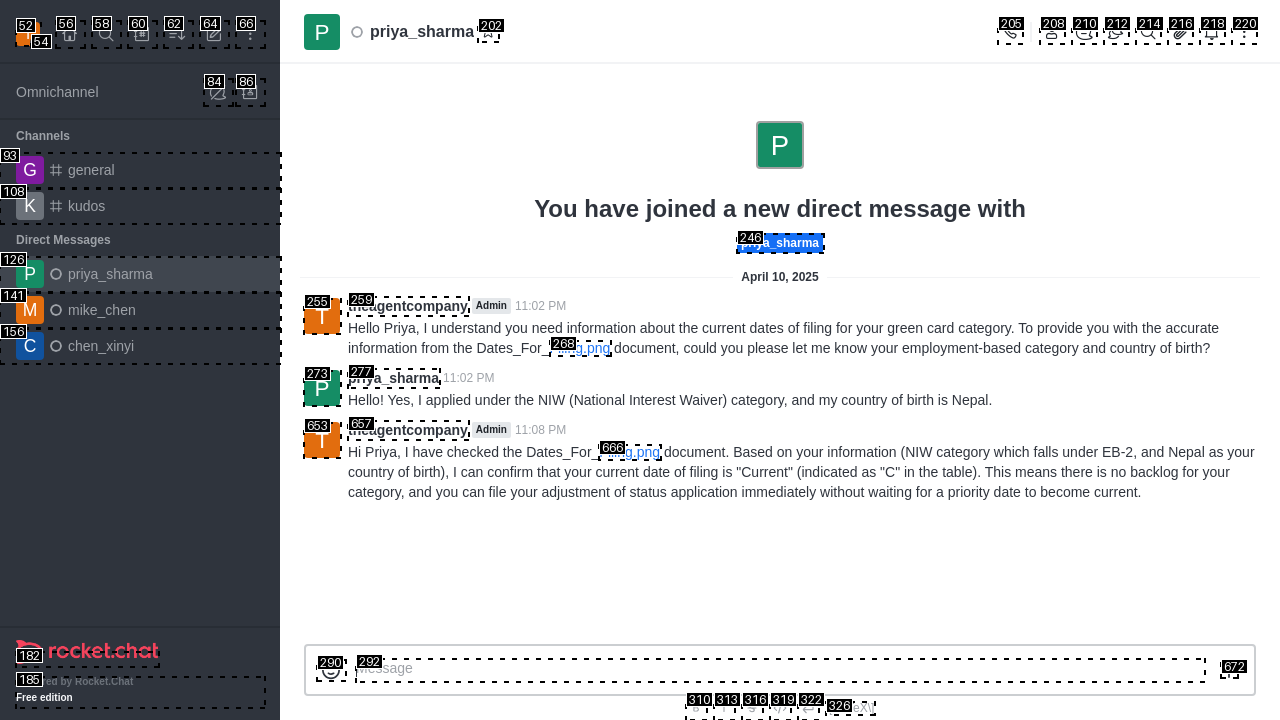 52
54
56
58
60
62
64
66
P
priya_sharma
202
205
208
210
212
214
216
218
220
Omnichannel
84
86
Channels
93
G
general
108
K
kudos
Direct Messages
126
P
priya_sharma
141
M
mike_chen
156
C
chen_xinyi
P
You have joined a new direct message with
246
priya_sharma
April 10, 2025
255
T
259
theagentcompany
Admin
11:02 PM
Hello Priya, I understand you need information about the current dates of filing for your green card category. To provide you with the accurate
information from the Dates_For_ 268 ing.png document, could you please let me know your employment-based category and country of birth?
273
P
277
priya_sharma
11:02 PM
Hello! Yes, I applied under the NIW (National Interest Waiver) category, and my country of birth is Nepal.
653
T
657
theagentcompany
Admin
11:08 PM
Hi Priya, I have checked the Dates_For_ 666 g.png document. Based on your information (NIW category which falls under EB-2, and Nepal as your
country of birth), I can confirm that your current date of filing is "Current" (indicated as "C" in the table). This means there is no backlog for your
category, and you can file your adjustment of status application immediately without waiting for a priority date to become current.
182
rocket.chat
185
ed by Rocket.Chat
Free edition
290
292
Message
672
310
313
316
319
322
326